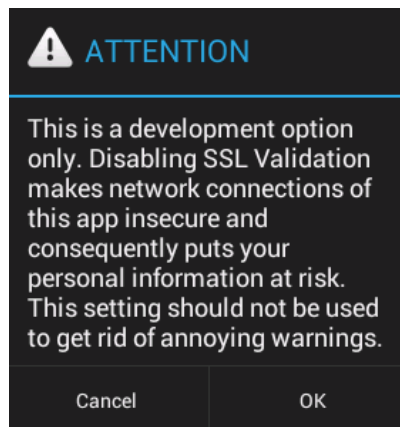 ATTENTION
This is a development option
only. Disabling SSL Validation
makes network connections of
this app insecure and
consequently puts your
personal information at risk.
This setting should not be used
to get rid of annoying warnings.
Cancel OK